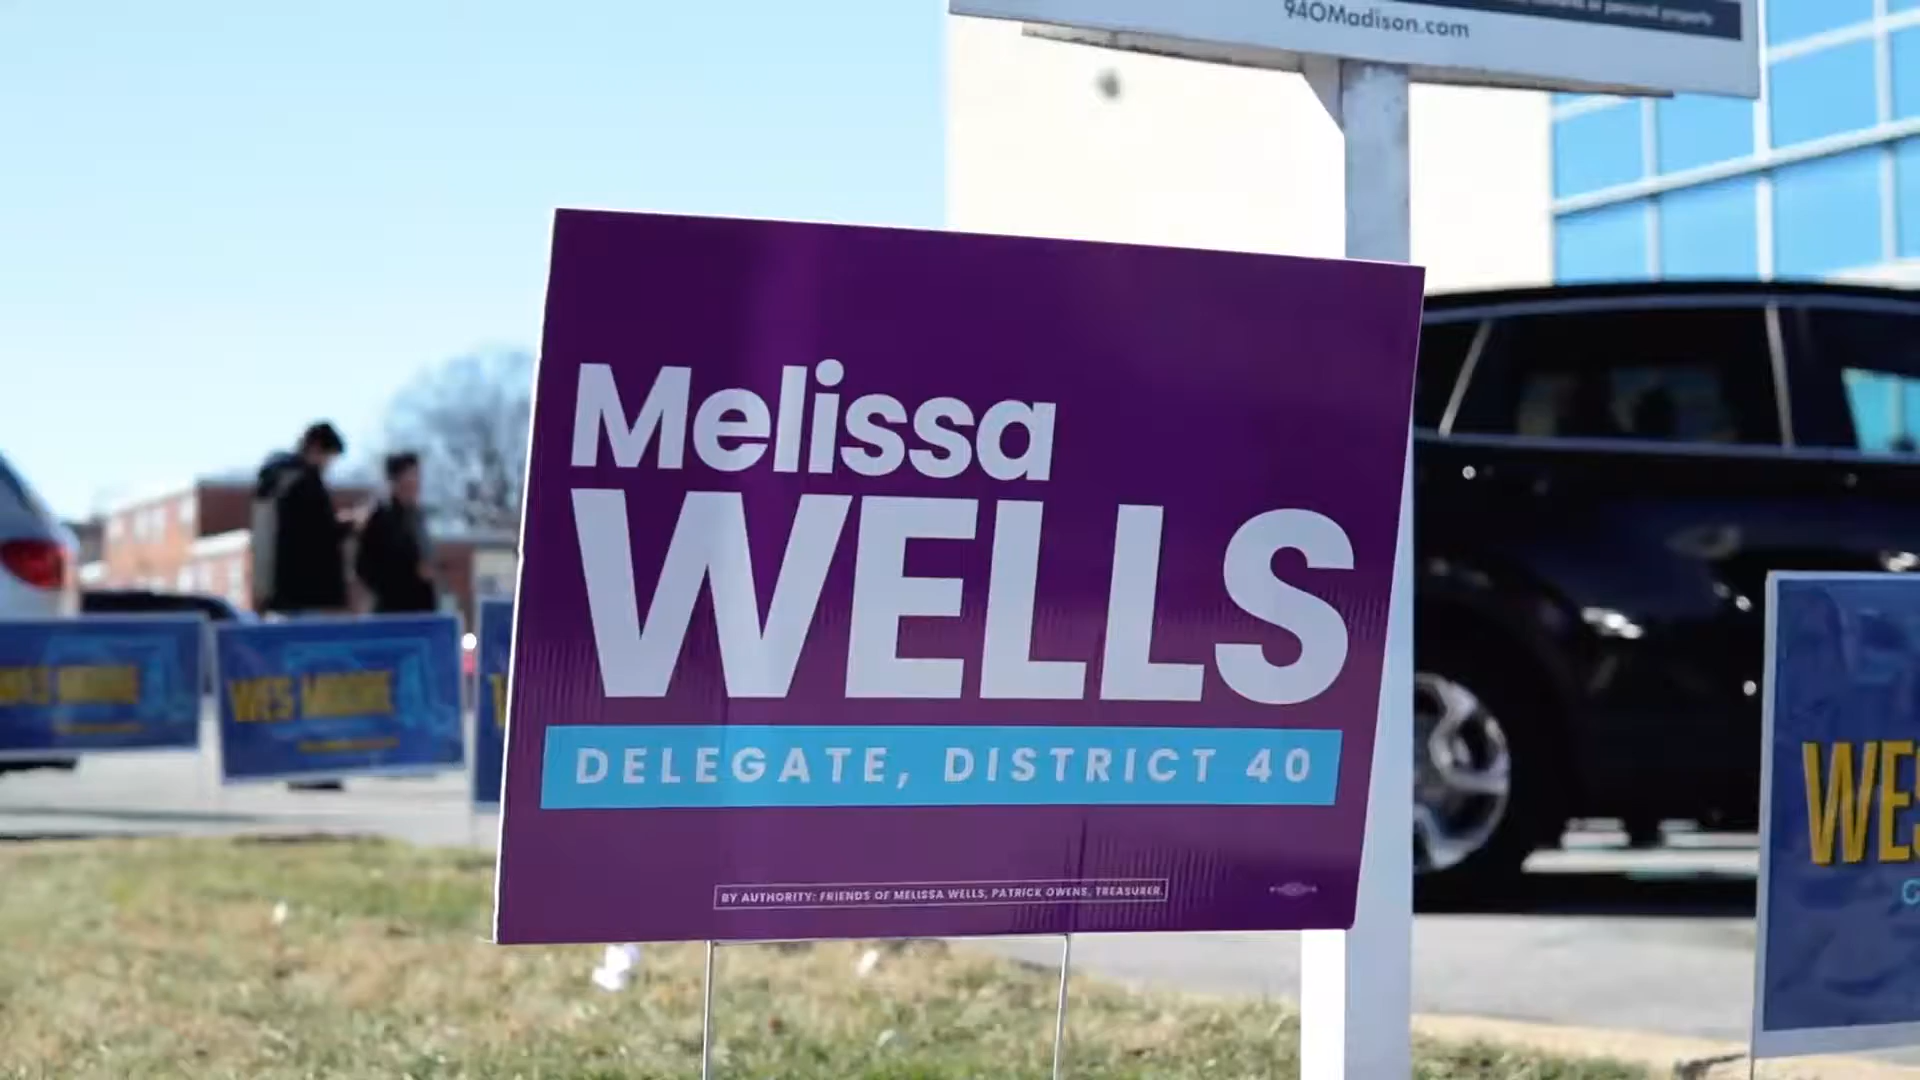 940Madison.com
Melissa
WELLS
DELEGATE, DISTRICT 40
BY AUTHORITY: FRIENDS OF MELISSA WELLS, PATRICK OWENS, TREASURER.
WES MOORE
WES MOORE
WE
G